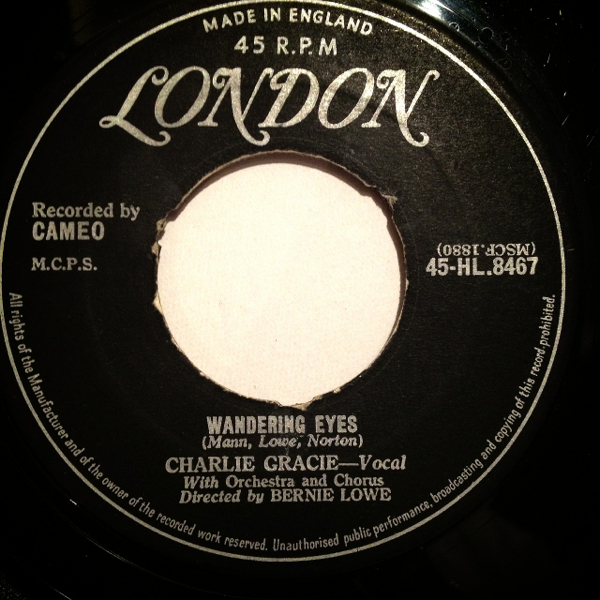 MADE IN ENGLAND
45 R.P.M
LONDON
Recorded by
CAMEO
M.C.P.S.
(MSCF.1880)
45-HL.8467
WANDERING EYES
(Mann, Lowe, Norton)
CHARLIE GRACIE—Vocal
With Orchestra and Chorus
Directed by BERNIE LOWE
All rights of the Manufacturer and of the owner of the recorded work reserved. Unauthorised public performance, broadcasting and copying of this record prohibited.